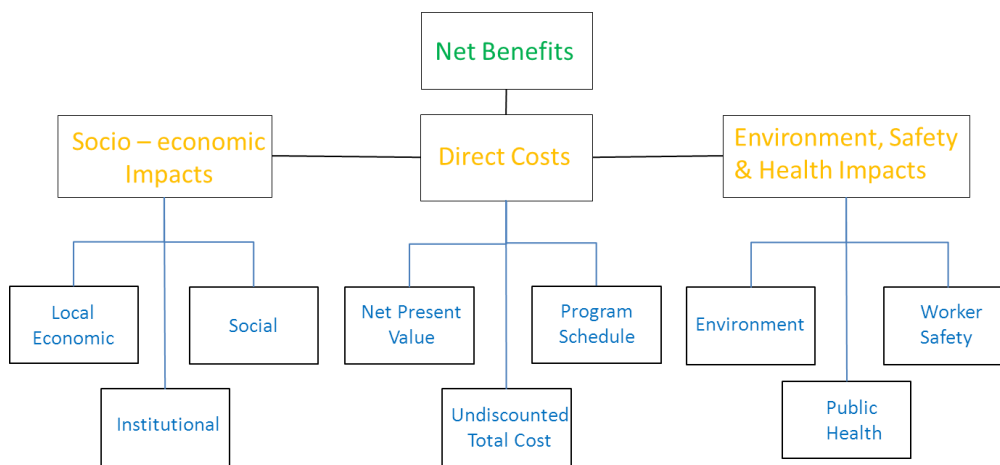 Net Benefits
Socio – economic
Impacts
Direct Costs
Environment, Safety
& Health Impacts
Local
Economic
Social
Institutional
Net Present
Value
Program
Schedule
Undiscounted
Total Cost
Environment
Worker
Safety
Public
Health